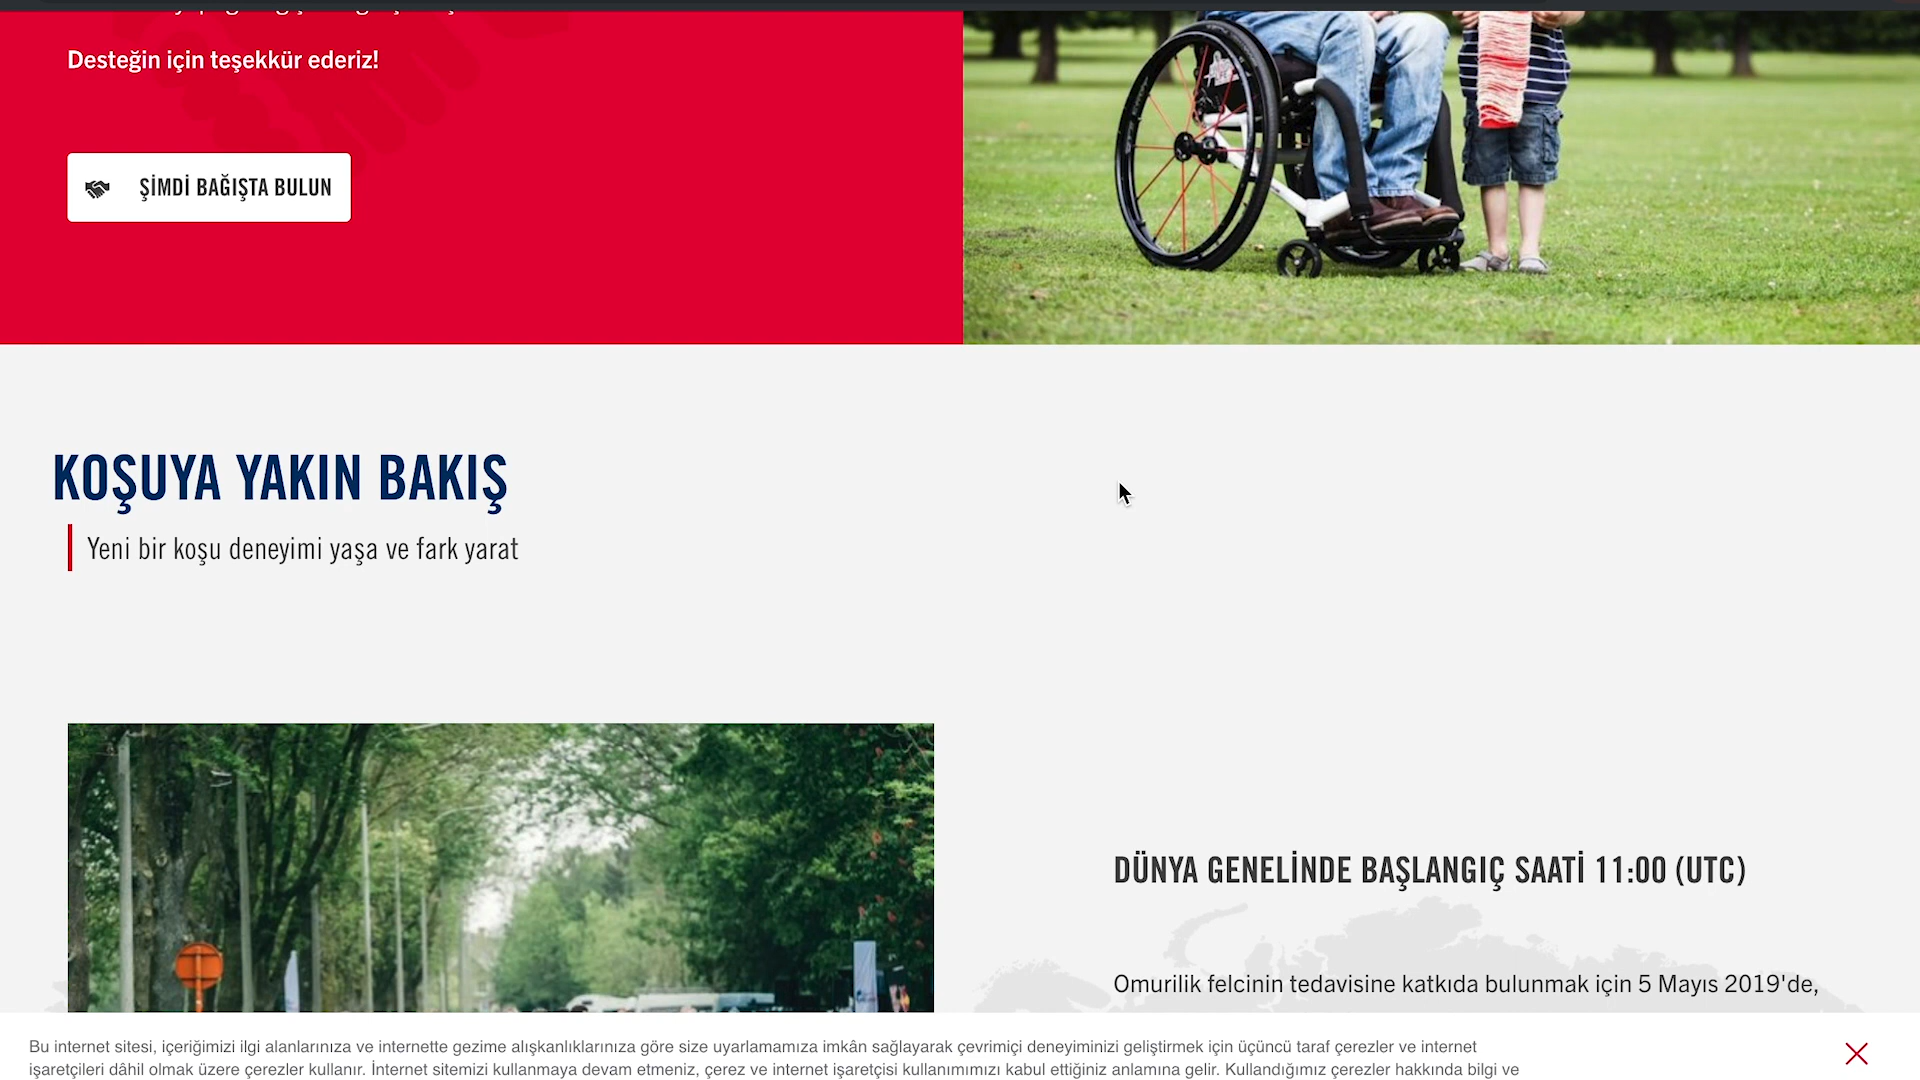 Desteğin için teşekkür ederiz!
ŞİMDİ BAĞIŞTA BULUN
KOŞUYA YAKIN BAKIŞ
Yeni bir koşu deneyimi yaşa ve fark yarat
DÜNYA GENELİNDE BAŞLANGIÇ SAATİ 11:00 (UTC)
Omurilik felcinin tedavisine katkıda bulunmak için 5 Mayıs 2019'de,
Bu internet sitesi, içeriğimizi ilgi alanlarınıza ve internette gezime alışkanlıklarınıza göre size uyarlamamıza imkân sağlayarak çevrimiçi deneyiminizi geliştirmek için üçüncü taraf çerezler ve internet
işaretçileri dâhil olmak üzere çerezler kullanır. İnternet sitemizi kullanmaya devam etmeniz, çerez ve internet işaretçisi kullanımımızı kabul ettiğiniz anlamına gelir. Kullandığımız çerezler hakkında bilgi ve